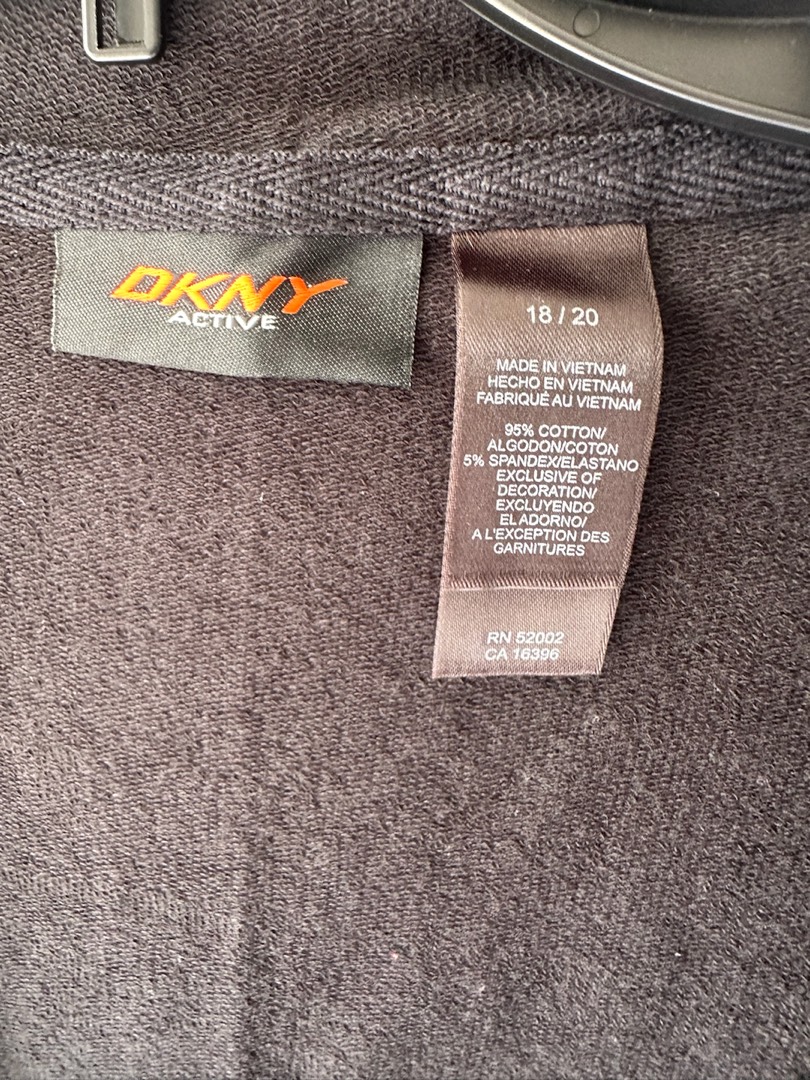 DKNY
ACTIVE
18 / 20
MADE IN VIETNAM
HECHO EN VIETNAM
FABRIQUÉ AU VIETNAM
95% COTTON/
ALGODON/COTON
5% SPANDEX/ELASTANO
EXCLUSIVE OF
DECORATION/
EXCLUYENDO
EL ADORNO/
A L'EXCEPTION DES
GARNITURES
RN 52002
CA 16396